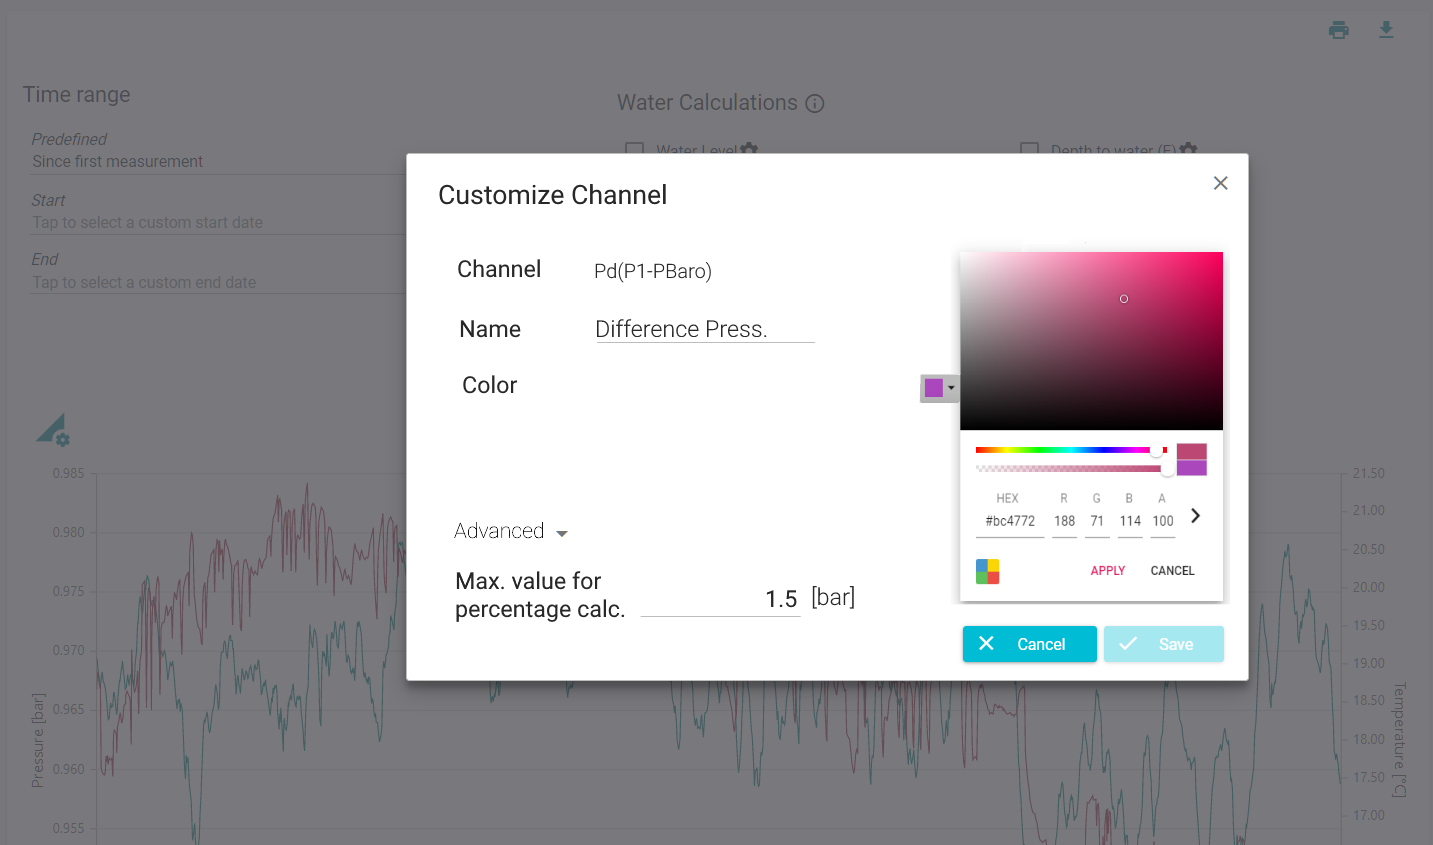 Time range
Water Calculations
Predefined
Since first measurement
Water Level
Depth to water (F)
Start
Tap to select a custom start date
End
Tap to select a custom end date
Customize Channel
Channel
Pd(P1-PBaro)
Name
Difference Press.
Color
HEX R G B A
#bc4772 188 71 114 100
APPLY CANCEL
Advanced
Max. value for
percentage calc.
1.5 [bar]
Cancel
Save
0.985
0.980
0.975
0.970
0.965
0.960
0.955
Pressure [bar]
21.50
21.00
20.50
20.00
19.50
19.00
18.50
18.00
17.50
17.00
Temperature [°C]